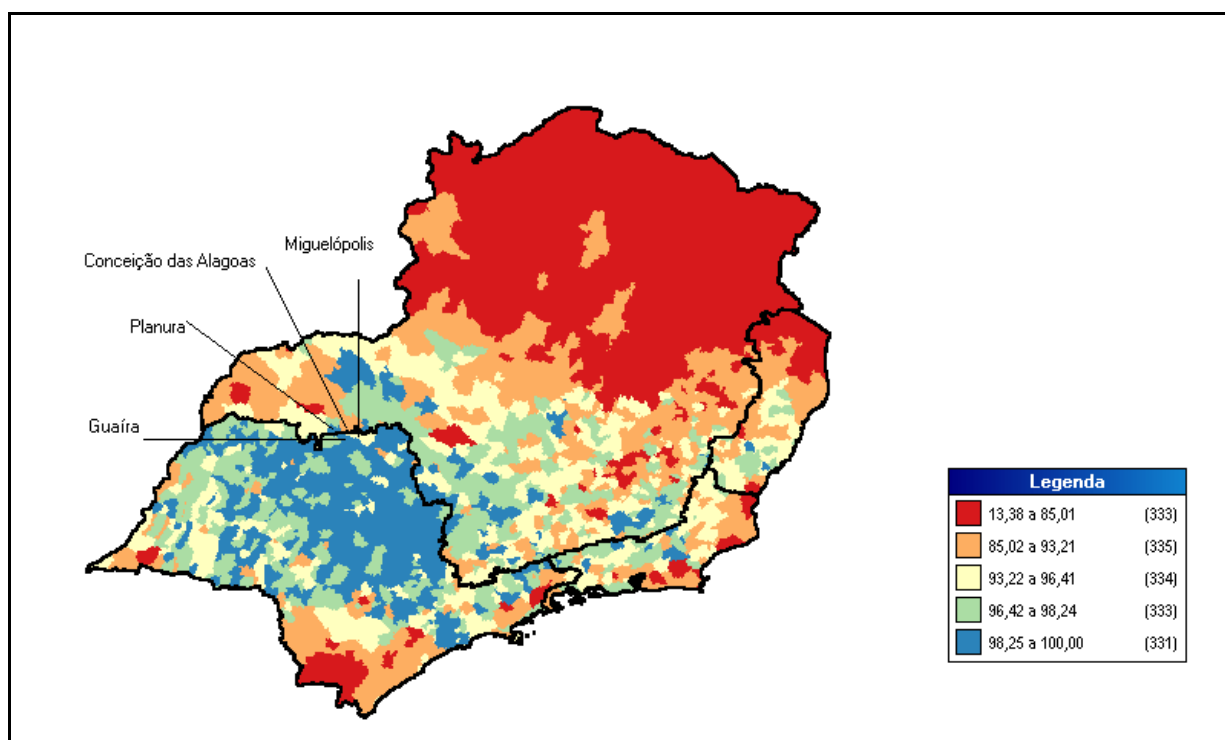 Miguelópolis
Conceição das Alagoas
Planura
Guaíra
Legenda
13,38 a 85,01 (333)
85,02 a 93,21 (335)
93,22 a 96,41 (334)
96,42 a 98,24 (333)
98,25 a 100,00 (331)